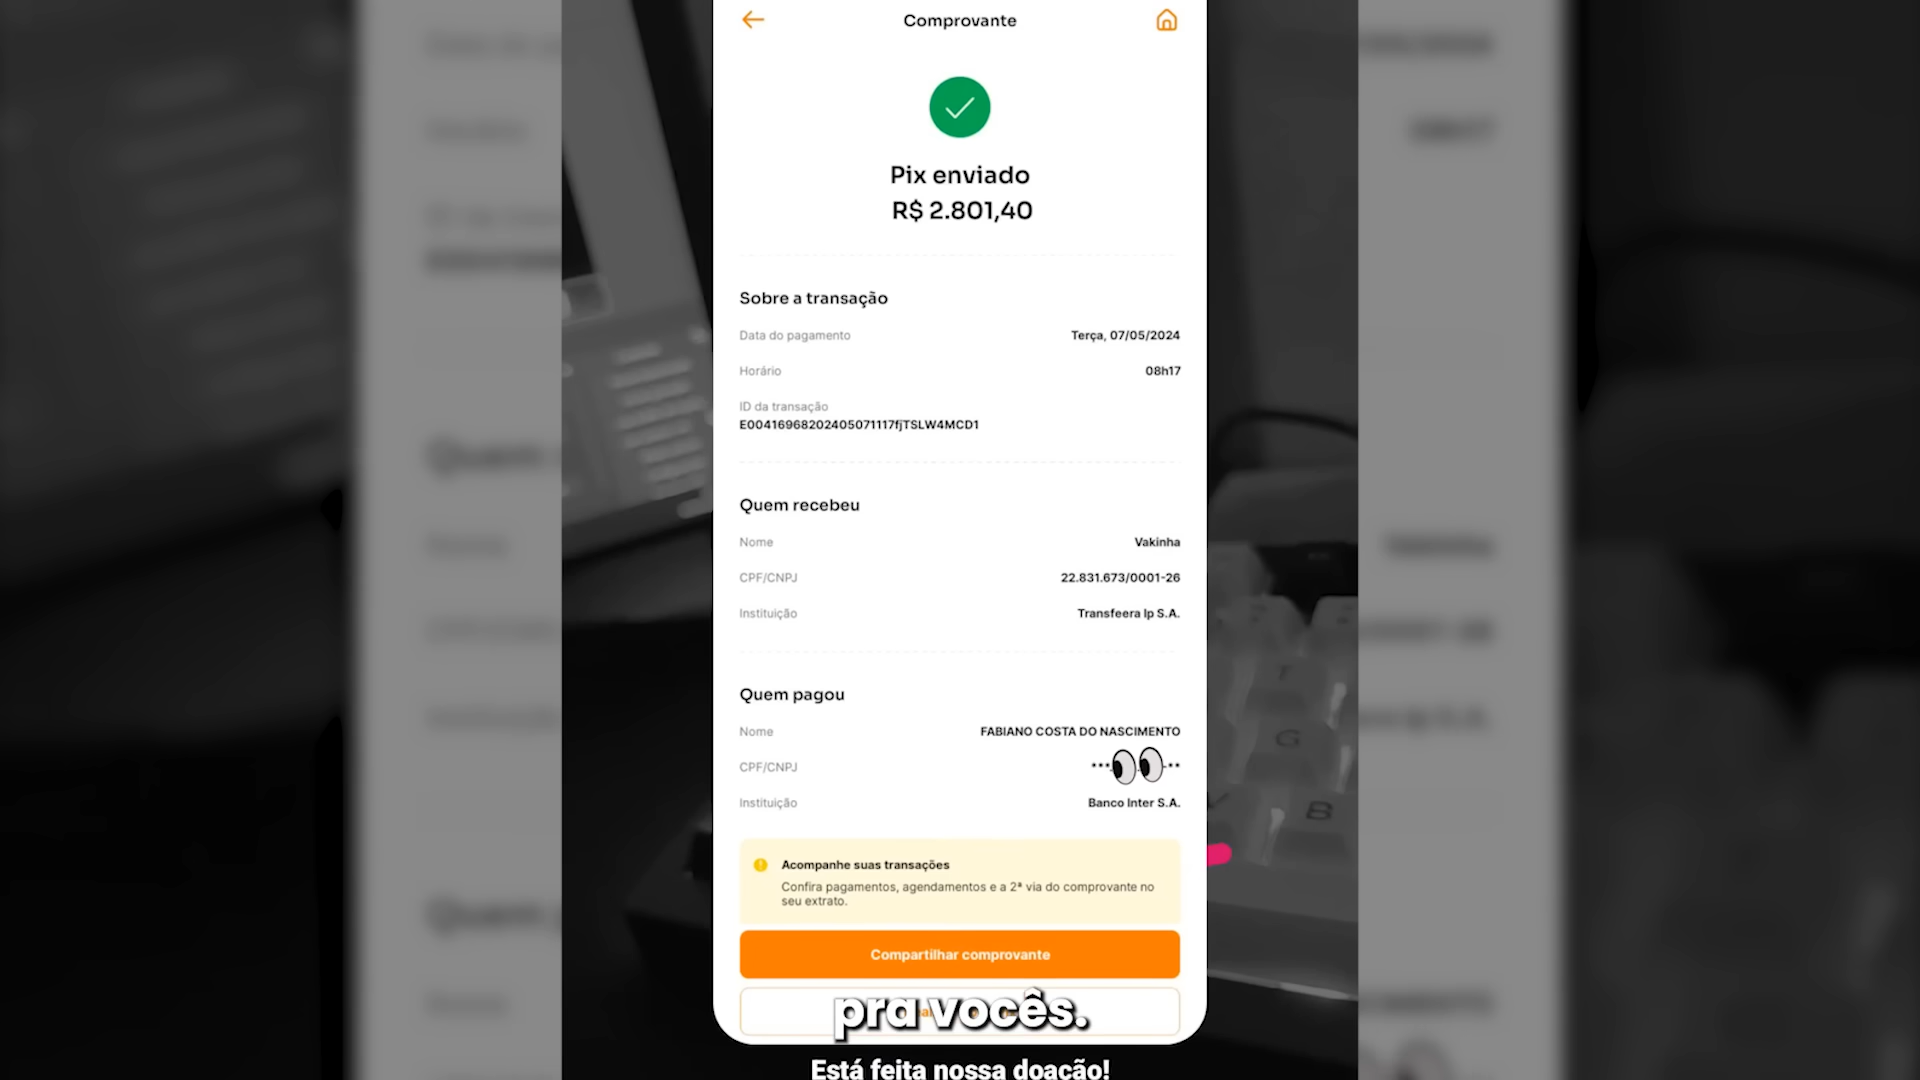 Comprovante
Pix enviado
R$ 2.801,40
Sobre a transação
Data do pagamento Terça, 07/05/2024
Horário 08h17
ID da transação
E00416968202405071117fjTSLW4MCD1
Quem recebeu
Nome Vakinha
CPF/CNPJ 22.831.673/0001-26
Instituição Transfeera Ip S.A.
Quem pagou
Nome FABIANO COSTA DO NASCIMENTO
CPF/CNPJ ***.
-**
Instituição Banco Inter S.A.
Acompanhe suas transações
Confira pagamentos, agendamentos e a 2ª via do comprovante no
seu extrato.
Compartilhar comprovante
pra vocês.
Está feita nossa doação!
T
G
V
B